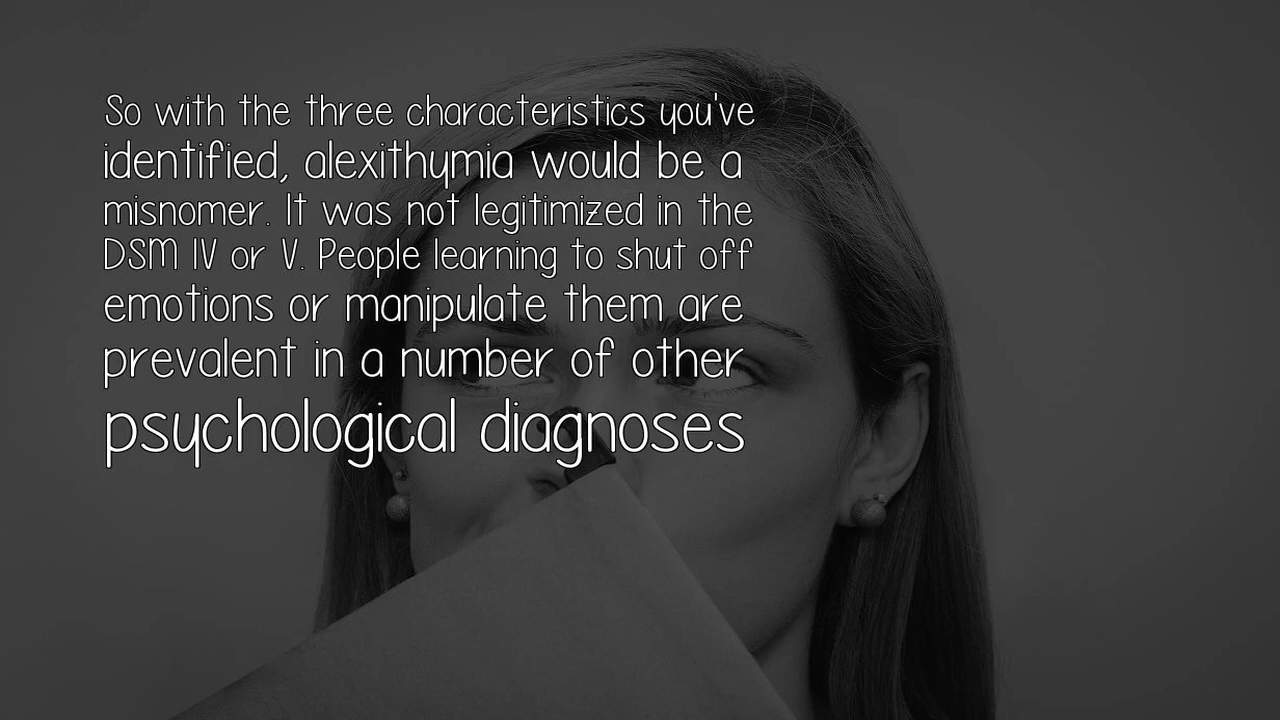 So with the three characteristics you've
identified, alexithymia would be a
misnomer. It was not legitimized in the
DSM IV or V. People learning to shut off
emotions or manipulate them are
prevalent in a number of other
psychological diagnoses